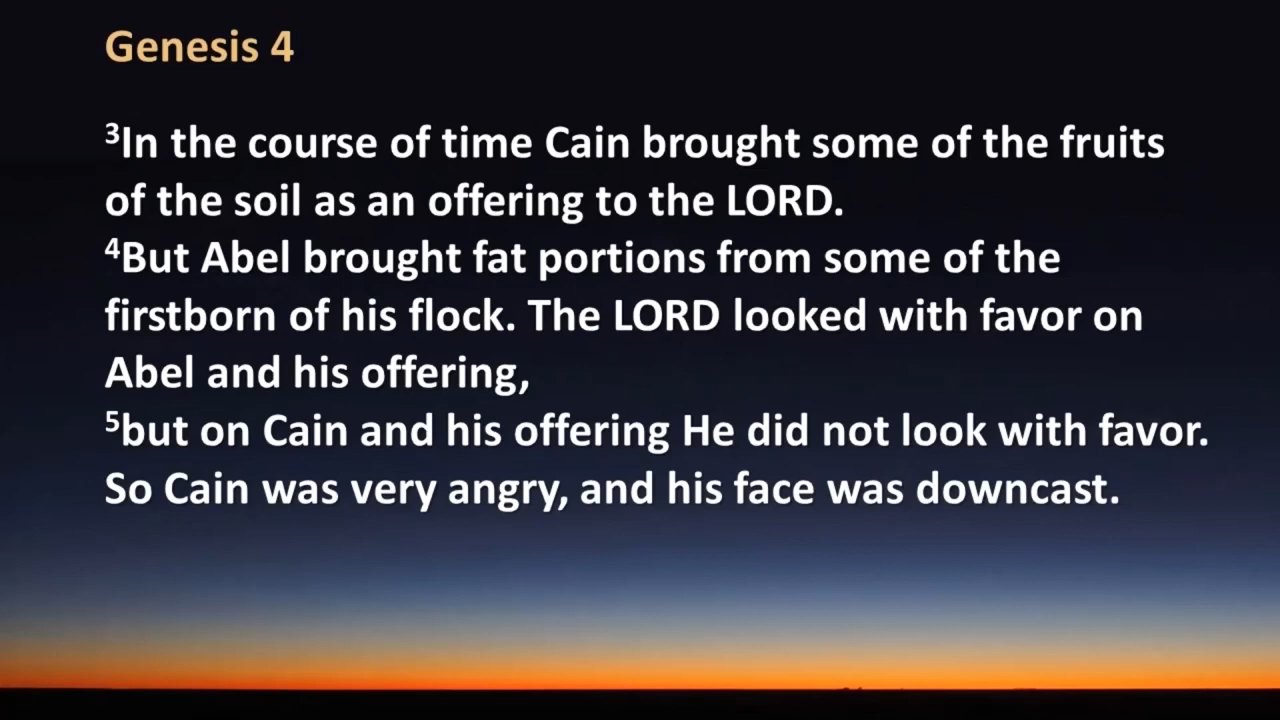 Genesis 4
³In the course of time Cain brought some of the fruits
of the soil as an offering to the LORD.
⁴But Abel brought fat portions from some of the
firstborn of his flock. The LORD looked with favor on
Abel and his offering,
⁵but on Cain and his offering He did not look with favor.
So Cain was very angry, and his face was downcast.